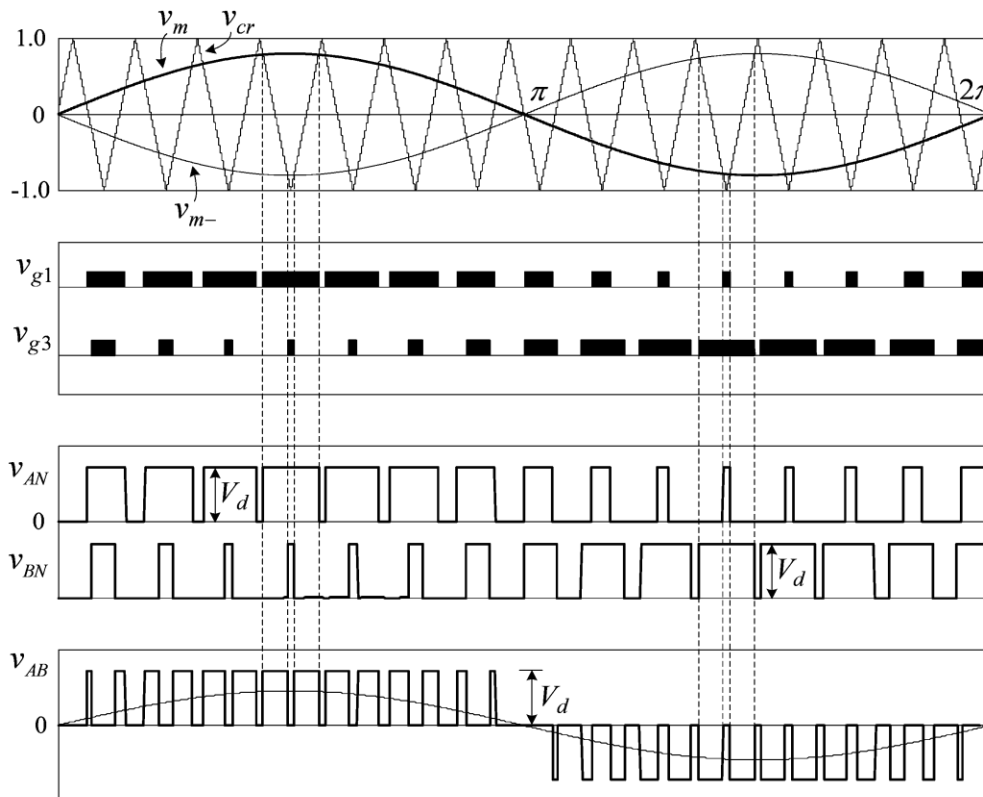 v_m v_cr
1.0
0
-1.0
π
2π
v_m−
v_g1
v_g3
v_AN
V_d
0
v_BN
V_d
v_AB
V_d
0